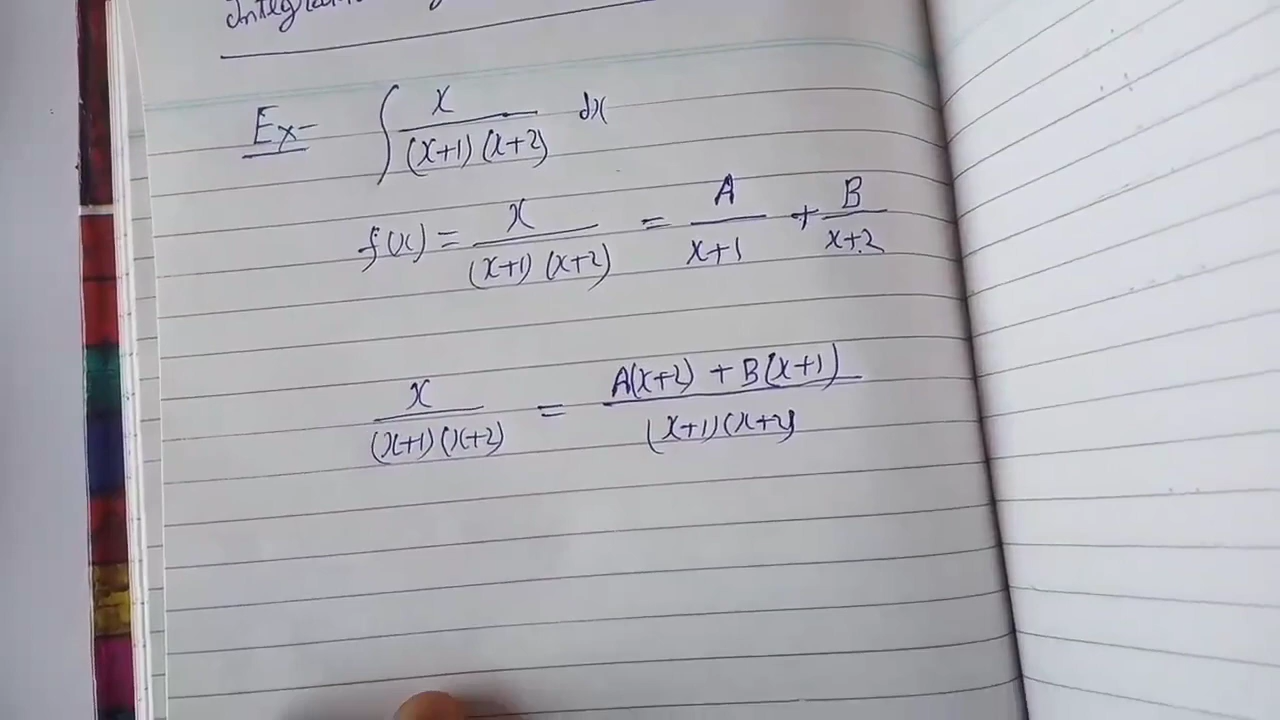 Ex- ∫ x/((x+1)(x+2)) dx
f(x) = x/((x+1)(x+2)) = A/(x+1) + B/(x+2)
x/((x+1)(x+2)) = (A(x+2) + B(x+1))/((x+1)(x+2))